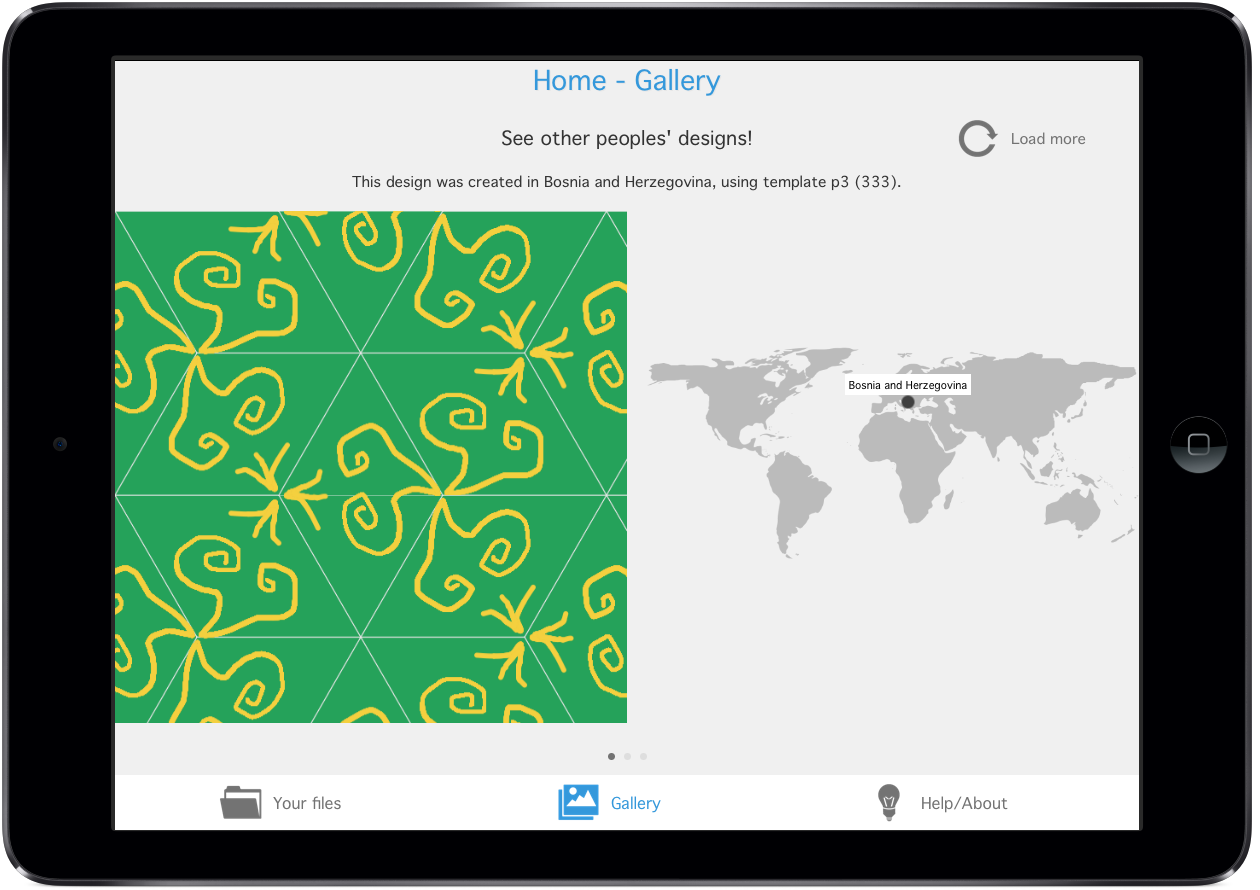 Home - Gallery
See other peoples' designs!
Load more
This design was created in Bosnia and Herzegovina, using template p3 (333).
Bosnia and Herzegovina
Your files
Gallery
Help/About